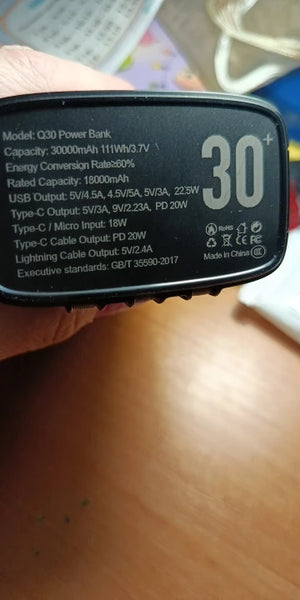 Model: Q30 Power Bank
Capacity: 30000mAh 111Wh/3.7V
Energy Conversion Rate≥60%
Rated Capacity: 18000mAh
USB Output: 5V/4.5A, 4.5V/5A, 5V/3A, 22.5W
Type-C Output: 5V/3A, 9V/2.23A, PD 20W
Type-C / Micro Input: 18W
Type-C Cable Output: PD 20W
Lightning Cable Output: 5V/2.4A
Executive standards: GB/T 35590-2017
30+
RoHS
FC
CE
Made in China